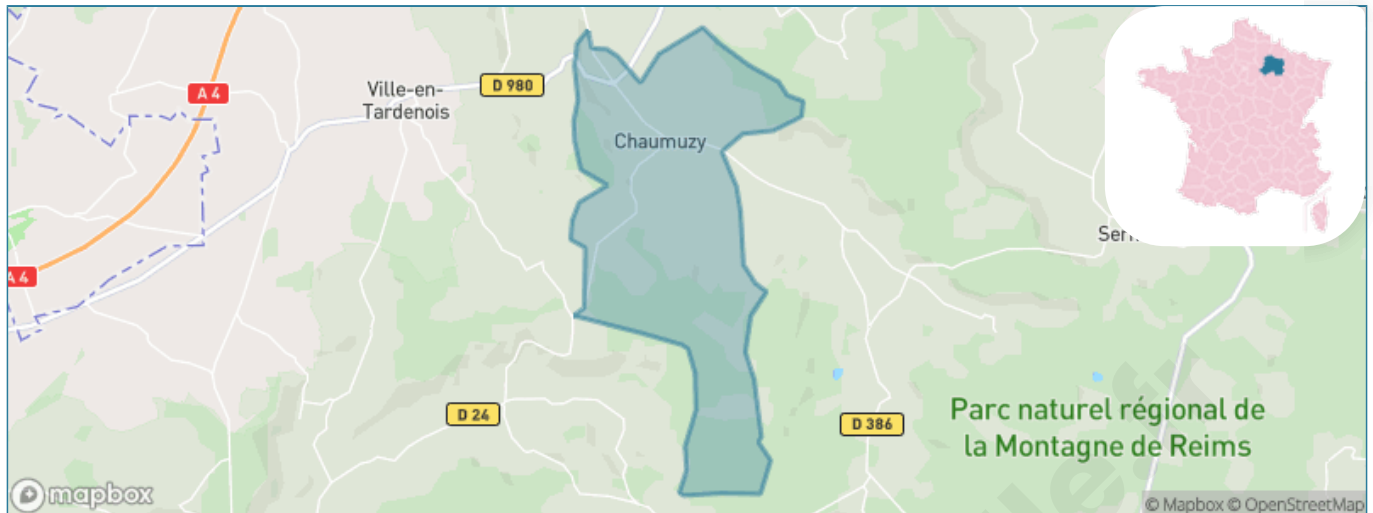 A 4
D 980
Ville-en-
Tardenois
Chaumuzy
A 4
D 24
D 386
Parc naturel régional de
la Montagne de Reims
mapbox
© Mapbox © OpenStreetMap